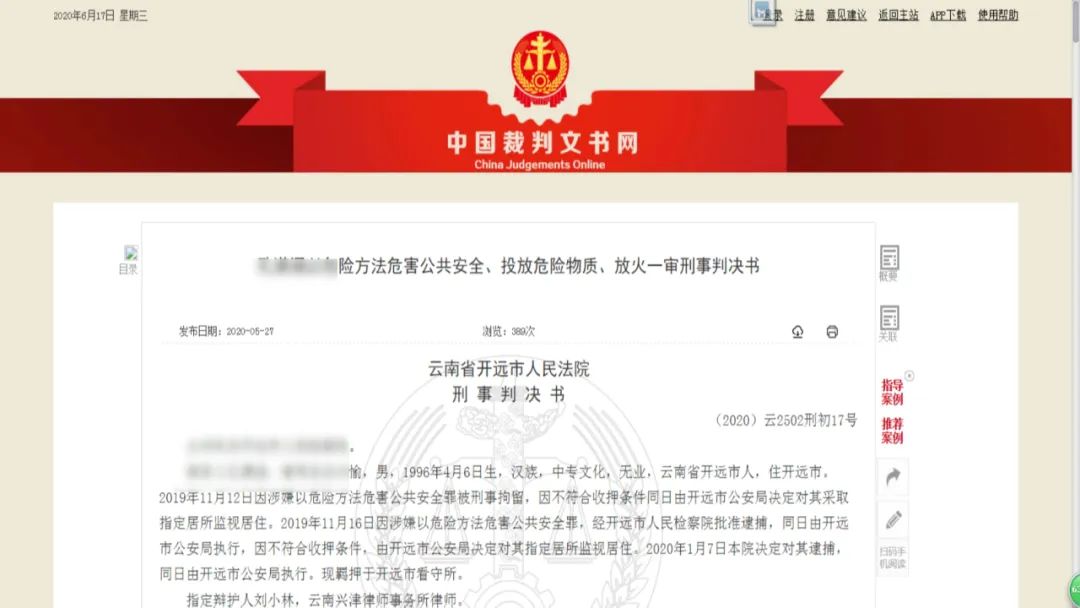 2020年6月17日 星期三
录 注册 意见建议 返回主站 APP下载 使用帮助
中国裁判文书网
China Judgements Online
目录
险方法危害公共安全、投放危险物质、放火一审刑事判决书
概要
发布日期：2020-05-27 浏览：389次
关联
云南省开远市人民法院
刑 事 判 决 书
指导
案例
（2020）云2502刑初17号
推荐
案例
。
愉，男，1996年4月6日生，汉族，中专文化，无业，云南省开远市人，住开远市。
2019年11月12日因涉嫌以危险方法危害公共安全罪被刑事拘留，因不符合收押条件同日由开远市公安局决定对其采取
指定居所监视居住。2019年11月16日因涉嫌以危险方法危害公共安全罪，经开远市人民检察院批准逮捕，同日由开远
市公安局执行，因不符合收押条件，由开远市公安局决定对其指定居所监视居住。2020年1月7日本院决定对其逮捕，
同日由开远市公安局执行。现羁押于开远市看守所。
扫码手
机阅读
指定辩护人刘小林，云南兴津律师事务所律师。